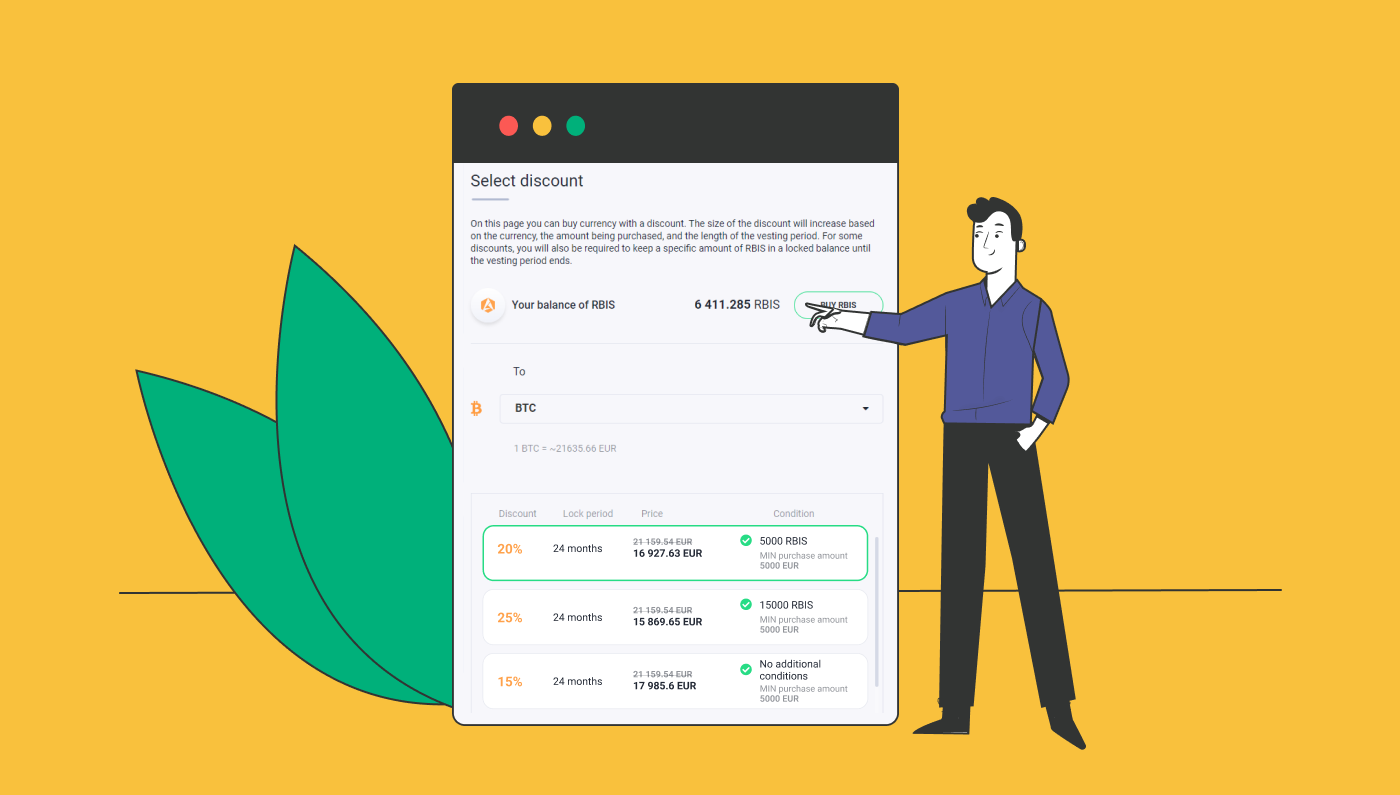 Select discount
On this page you can buy currency with a discount. The size of the discount will increase based
on the currency, the amount being purchased, and the length of the vesting period. For some
discounts, you will also be required to keep a specific amount of RBIS in a locked balance until
the vesting period ends.
Your balance of RBIS 6 411.285 RBIS BUY RBIS
To
BTC
1 BTC = ~21635.66 EUR
Discount Lock period Price Condition
20% 24 months 21 159.54 EUR 5000 RBIS
16 927.63 EUR MIN purchase amount
5000 EUR
25% 24 months 21 159.54 EUR 15000 RBIS
15 869.65 EUR MIN purchase amount
5000 EUR
15% 24 months 21 159.54 EUR No additional
17 985.6 EUR conditions
MIN purchase amount
5000 EUR